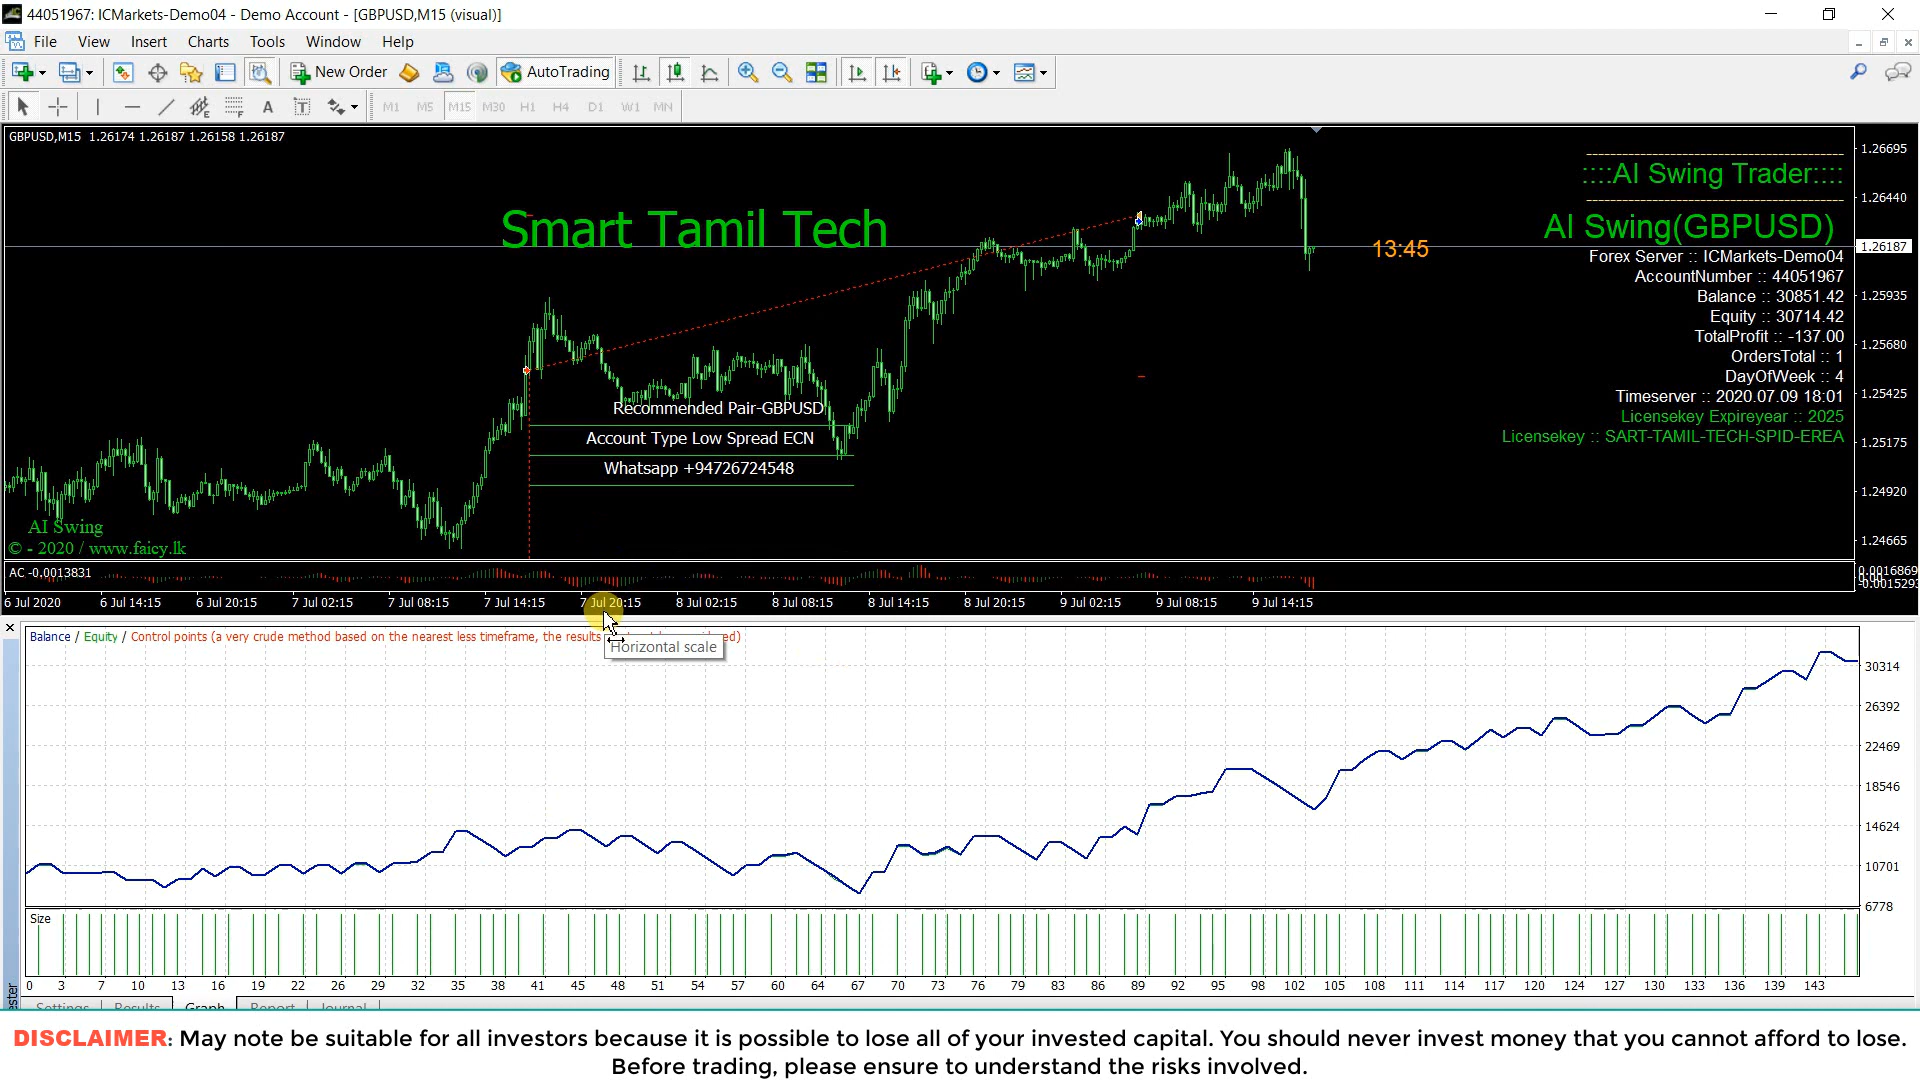 44051967: ICMarkets-Demo04 - Demo Account - [GBPUSD,M15 (visual)]
File View Insert Charts Tools Window Help
New Order AutoTrading
A T M1 M5 M15 M30 H1 H4 D1 W1 MN
GBPUSD,M15 1.26174 1.26187 1.26158 1.26187
1.26695
::::AI Swing Trader::::
1.26440
Smart Tamil Tech
AI Swing(GBPUSD)
13:45
1.26187
Forex Server :: ICMarkets-Demo04
AccountNumber :: 44051967
Balance :: 30851.42
1.25935
Equity :: 30714.42
TotalProfit :: -137.00
1.25680
OrdersTotal :: 1
DayOfWeek :: 4
Timeserver :: 2020.07.09 18:01
1.25425
Recommended Pair-GBPUSD
Licensekey Expireyear :: 2025
Account Type Low Spread ECN
Licensekey :: SART-TAMIL-TECH-SPID-EREA
1.25175
Whatsapp +94726724548
1.24920
AI Swing
© - 2020 / www.faicy.lk
1.24665
AC -0.0013831
0.0016869
6 Jul 2020 6 Jul 14:15 6 Jul 20:15 7 Jul 02:15 7 Jul 08:15 7 Jul 14:15 7 Jul 20:15 8 Jul 02:15 8 Jul 08:15 8 Jul 14:15 8 Jul 20:15 9 Jul 02:15 9 Jul 08:15 9 Jul 14:15
Balance / Equity / Control points (a very crude method based on the nearest less timeframe, the results
Horizontal scale
30314
26392
22469
18546
14624
10701
6778
Size
0 3 7 10 13 16 19 22 26 29 32 35 38 41 45 48 51 54 57 60 64 67 70 73 76 79 83 86 89 92 95 98 102 105 108 111 114 117 120 124 127 130 133 136 139 143
Settings Results Graph Report Journal
DISCLAIMER: May note be suitable for all investors because it is possible to lose all of your invested capital. You should never invest money that you cannot afford to lose.
Before trading, please ensure to understand the risks involved.